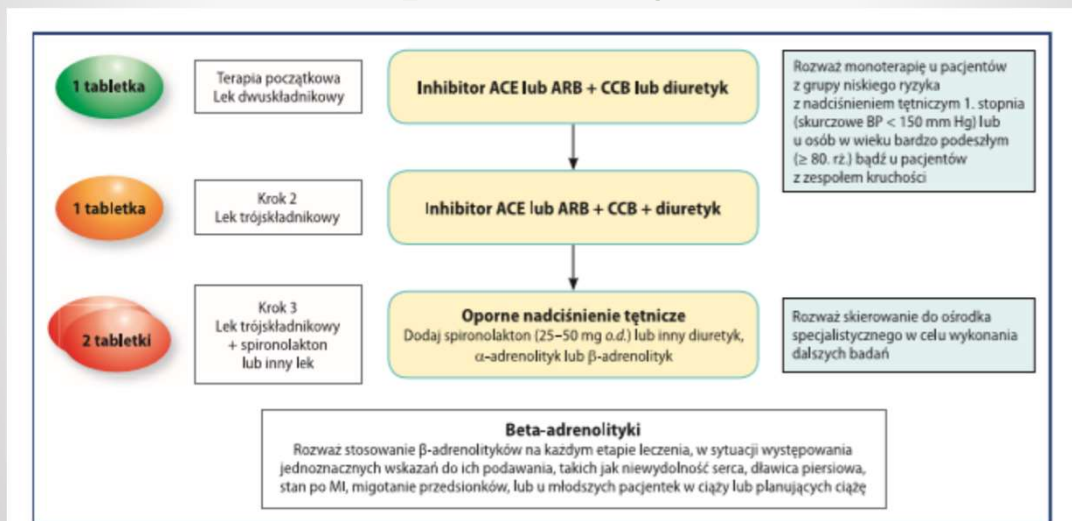 1 tabletka
Terapia początkowa
Lek dwuskładnikowy
Inhibitor ACE lub ARB + CCB lub diuretyk
Rozważ monoterapię u pacjentów
z grupy niskiego ryzyka
z nadciśnieniem tętniczym 1. stopnia
(skurczowe BP < 150 mm Hg) lub
u osób w wieku bardzo podeszłym
(≥ 80. rż.) bądź u pacjentów
z zespołem kruchości
1 tabletka
Krok 2
Lek trójskładnikowy
Inhibitor ACE lub ARB + CCB + diuretyk
2 tabletki
Krok 3
Lek trójskładnikowy
+ spironolakton
lub inny lek
Oporne nadciśnienie tętnicze
Dodaj spironolakton (25–50 mg o.d.) lub inny diuretyk,
α-adrenolityk lub β-adrenolityk
Rozważ skierowanie do ośrodka
specjalistycznego w celu wykonania
dalszych badań
Beta-adrenolityki
Rozważ stosowanie β-adrenolityków na każdym etapie leczenia, w sytuacji występowania
jednoznacznych wskazań do ich podawania, takich jak niewydolność serca, dławica piersiowa,
stan po MI, migotanie przedsionków, lub u młodszych pacjentek w ciąży lub planujących ciążę